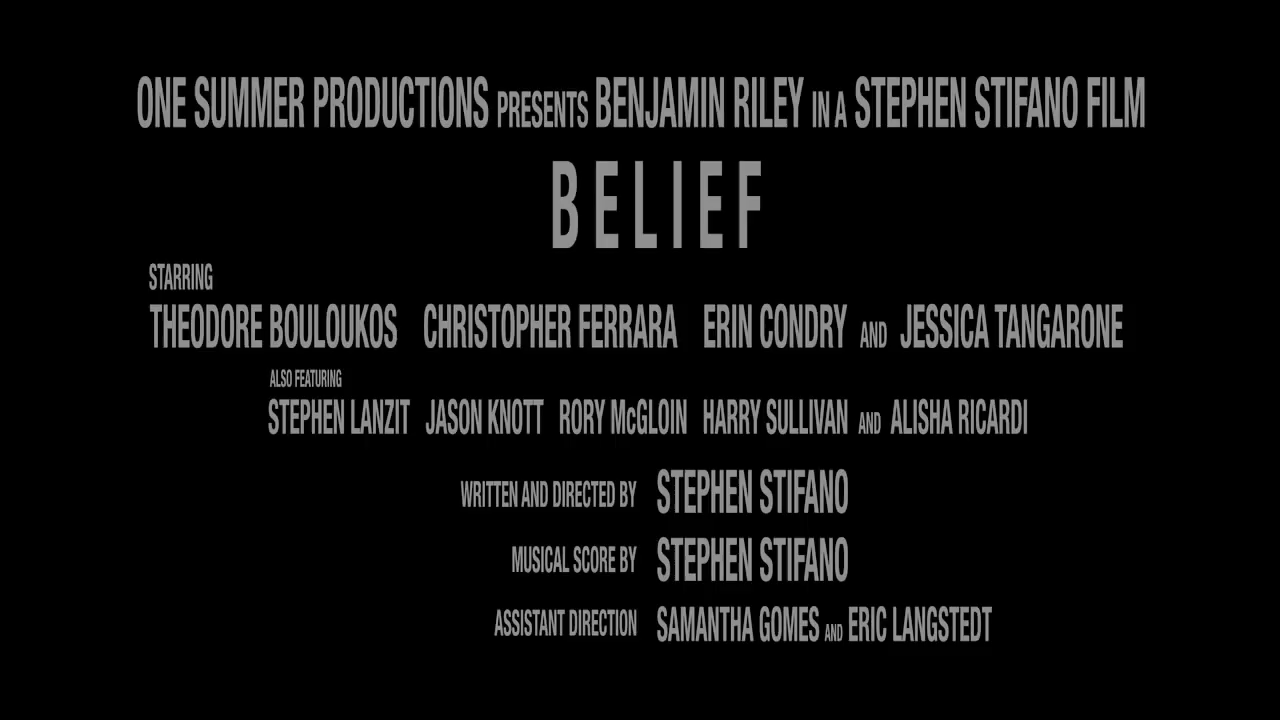 ONE SUMMER PRODUCTIONS PRESENTS BENJAMIN RILEY IN A STEPHEN STIFANO FILM
BELIEF
STARRING
THEODORE BOULOUKOS CHRISTOPHER FERRARA ERIN CONDRY AND JESSICA TANGARONE
ALSO FEATURING
STEPHEN LANZIT JASON KNOTT RORY McGLOIN HARRY SULLIVAN AND ALISHA RICARDI
WRITTEN AND DIRECTED BY STEPHEN STIFANO
MUSICAL SCORE BY STEPHEN STIFANO
ASSISTANT DIRECTION SAMANTHA GOMES AND ERIC LANGSTEDT